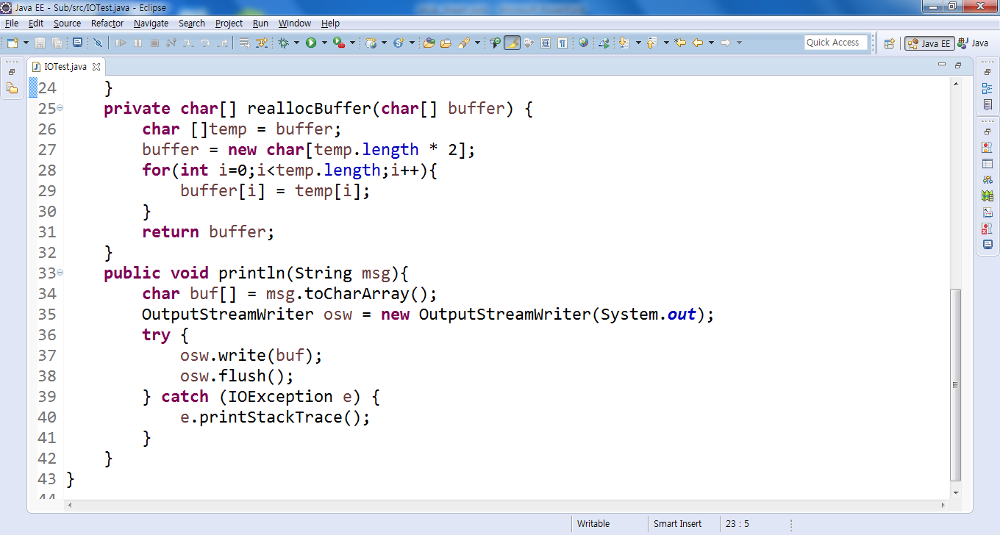 Java EE - Sub/src/IOTest.java - Eclipse
File Edit Source Refactor Navigate Search Project Run Window Help
Quick Access
Java EE
Java
IOTest.java
24 }
25 private char[] reallocBuffer(char[] buffer) {
26 char []temp = buffer;
27 buffer = new char[temp.length * 2];
28 for(int i=0;i<temp.length;i++){
29 buffer[i] = temp[i];
30 }
31 return buffer;
32 }
33 public void println(String msg){
34 char buf[] = msg.toCharArray();
35 OutputStreamWriter osw = new OutputStreamWriter(System.out);
36 try {
37 osw.write(buf);
38 osw.flush();
39 } catch (IOException e) {
40 e.printStackTrace();
41 }
42 }
43 }
44
Writable
Smart Insert
23 : 5